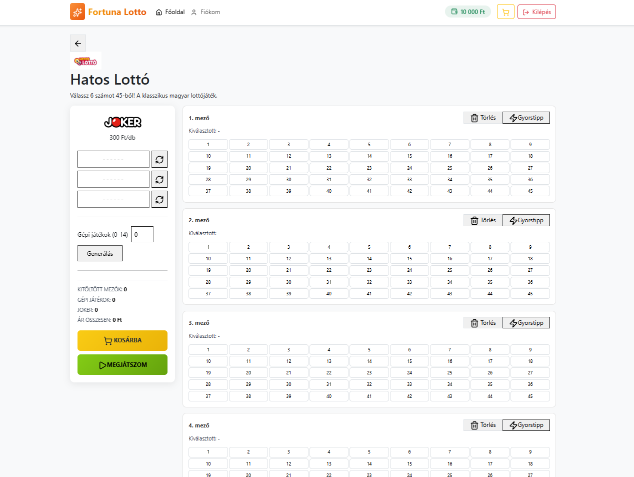 Fortuna Lotto Főoldal Fiókom 10 000 Ft Kilépés
LOTTÓ
Hatos Lottó
Válassz 6 számot 45-ből! A klasszikus magyar lottójáték.
JOKER
300 Ft/db
Gépi játékok (0-14) 0
Generálás
KITÖLTÖTT MEZŐK: 0
GÉPI JÁTÉKOK: 0
JOKER: 0
ÁR ÖSSZESEN: 0 Ft
KOSÁRBA
MEGJÁTSZOM
1. mező Törlés Gyorstipp
Kiválasztott: -
1 2 3 4 5 6 7 8 9
10 11 12 13 14 15 16 17 18
19 20 21 22 23 24 25 26 27
28 29 30 31 32 33 34 35 36
37 38 39 40 41 42 43 44 45
2. mező Törlés Gyorstipp
Kiválasztott: -
1 2 3 4 5 6 7 8 9
10 11 12 13 14 15 16 17 18
19 20 21 22 23 24 25 26 27
28 29 30 31 32 33 34 35 36
37 38 39 40 41 42 43 44 45
3. mező Törlés Gyorstipp
Kiválasztott: -
1 2 3 4 5 6 7 8 9
10 11 12 13 14 15 16 17 18
19 20 21 22 23 24 25 26 27
28 29 30 31 32 33 34 35 36
37 38 39 40 41 42 43 44 45
4. mező Törlés Gyorstipp
Kiválasztott: -
1 2 3 4 5 6 7 8 9
10 11 12 13 14 15 16 17 18
19 20 21 22 23 24 25 26 27